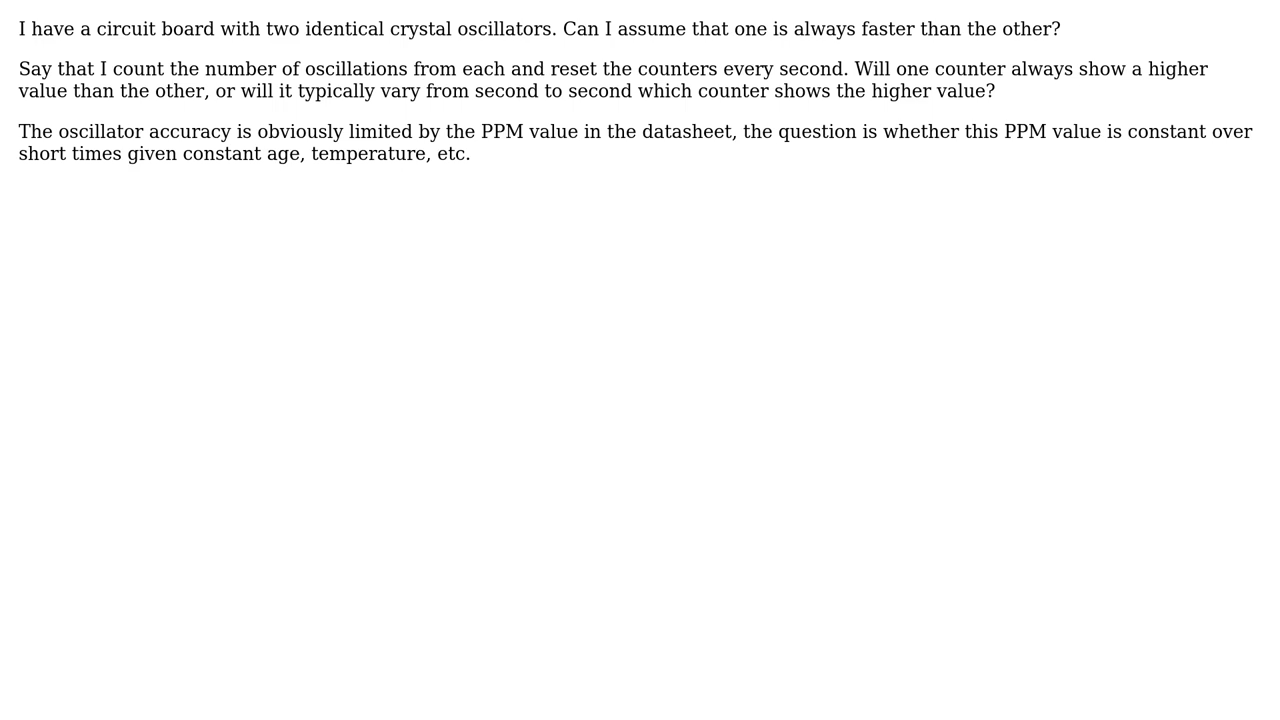 I have a circuit board with two identical crystal oscillators. Can I assume that one is always faster than the other?
Say that I count the number of oscillations from each and reset the counters every second. Will one counter always show a higher
value than the other, or will it typically vary from second to second which counter shows the higher value?
The oscillator accuracy is obviously limited by the PPM value in the datasheet, the question is whether this PPM value is constant over
short times given constant age, temperature, etc.